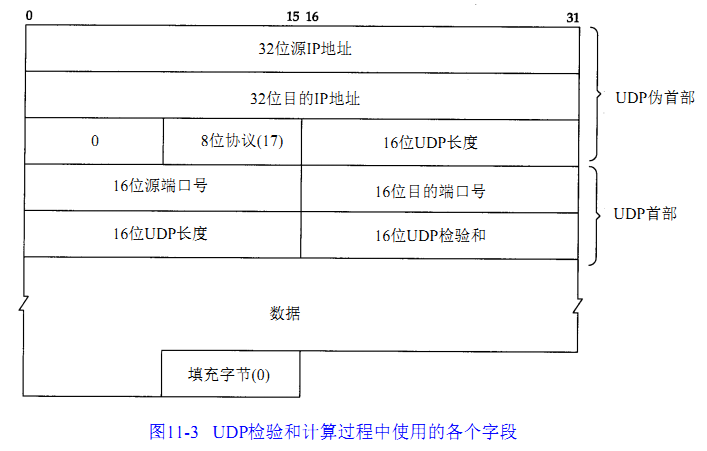 0 15 16 31
32位源IP地址
32位目的IP地址
UDP伪首部
0 8位协议(17) 16位UDP长度
16位源端口号 16位目的端口号
UDP首部
16位UDP长度 16位UDP检验和
数据
填充字节(0)
图11-3 UDP检验和计算过程中使用的各个字段